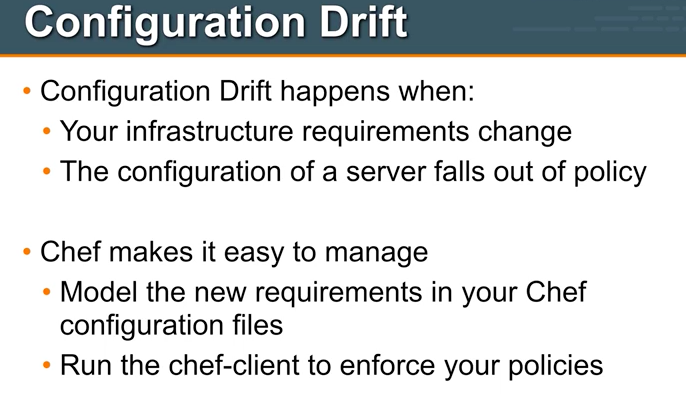 Configuration Drift
• Configuration Drift happens when:
• Your infrastructure requirements change
• The configuration of a server falls out of policy
• Chef makes it easy to manage
• Model the new requirements in your Chef
configuration files
• Run the chef-client to enforce your policies